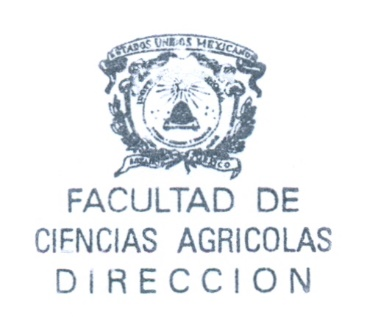 ESTADOS UNIDOS MEXICANOS
FACULTAD DE
CIENCIAS AGRICOLAS
DIRECCION